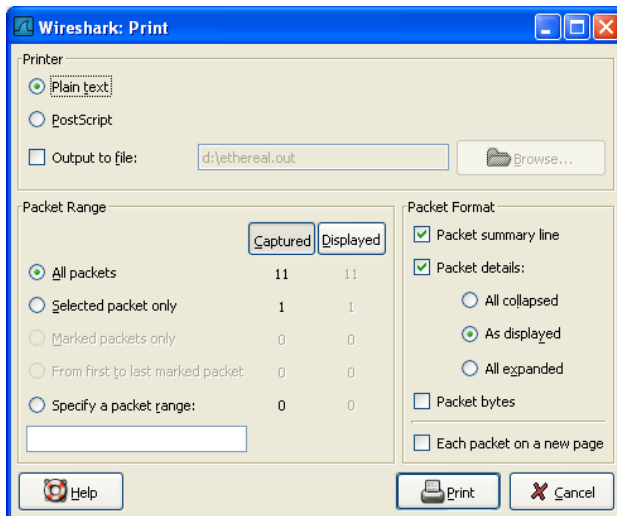 Wireshark: Print
Printer
Plain text
PostScript
Output to file: d:\ethereal.out Browse...
Packet Range
Captured Displayed
All packets 11 11
Selected packet only 1 1
Marked packets only 0 0
From first to last marked packet 0 0
Specify a packet range: 0 0
Packet Format
Packet summary line
Packet details:
All collapsed
As displayed
All expanded
Packet bytes
Each packet on a new page
Help Print Cancel